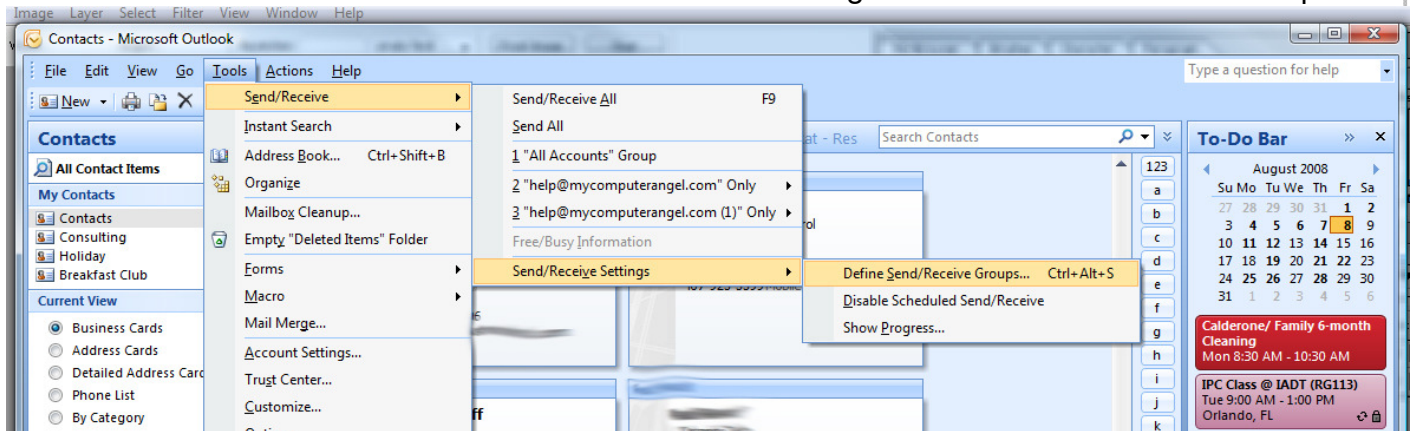 Image Layer Select Filter View Window Help
Contacts - Microsoft Outlook
File Edit View Go Tools Actions Help
Type a question for help
New
Send/Receive
Instant Search
Address Book... Ctrl+Shift+B
Organize
Mailbox Cleanup...
Empty "Deleted Items" Folder
Forms
Macro
Mail Merge...
Account Settings...
Trust Center...
Customize...
Send/Receive All F9
Send All
1 "All Accounts" Group
2 "help@mycomputerangel.com" Only
3 "help@mycomputerangel.com (1)" Only
Free/Busy Information
Send/Receive Settings
Define Send/Receive Groups... Ctrl+Alt+S
Disable Scheduled Send/Receive
Show Progress...
Contacts
All Contact Items
My Contacts
Contacts
Consulting
Holiday
Breakfast Club
Current View
Business Cards
Address Cards
Detailed Address Card
Phone List
By Category
at - Res
Search Contacts
rol
ff
123
a
b
c
d
e
f
g
h
i
j
k
To-Do Bar
August 2008
Su Mo Tu We Th Fr Sa
27 28 29 30 31 1 2
3 4 5 6 7 8 9
10 11 12 13 14 15 16
17 18 19 20 21 22 23
24 25 26 27 28 29 30
31 1 2 3 4 5 6
Calderone/ Family 6-month
Cleaning
Mon 8:30 AM - 10:30 AM
IPC Class @ IADT (RG113)
Tue 9:00 AM - 1:00 PM
Orlando, FL